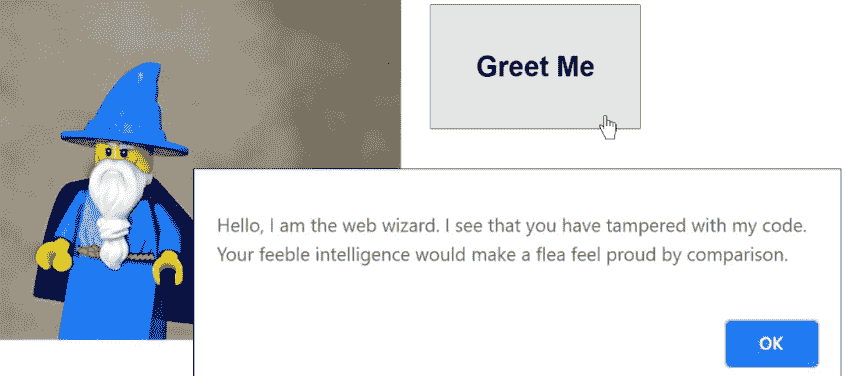 Greet Me
Hello, I am the web wizard. I see that you have tampered with my code.
Your feeble intelligence would make a flea feel proud by comparison.
OK